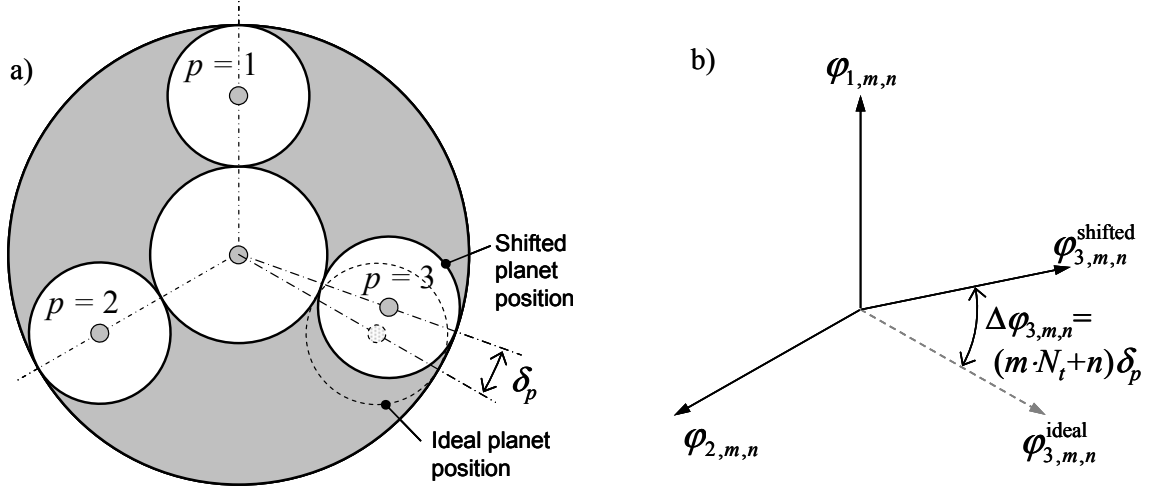 a)
p = 1
p = 2
p = 3
Shifted
planet
position
δₚ
Ideal planet
position
b)
φ₁,ₘ,ₙ
φ₂,ₘ,ₙ
φ₃,ₘ,ₙ^shifted
Δφ₃,ₘ,ₙ=
(m·Nₜ+n)δₚ
φ₃,ₘ,ₙ^ideal